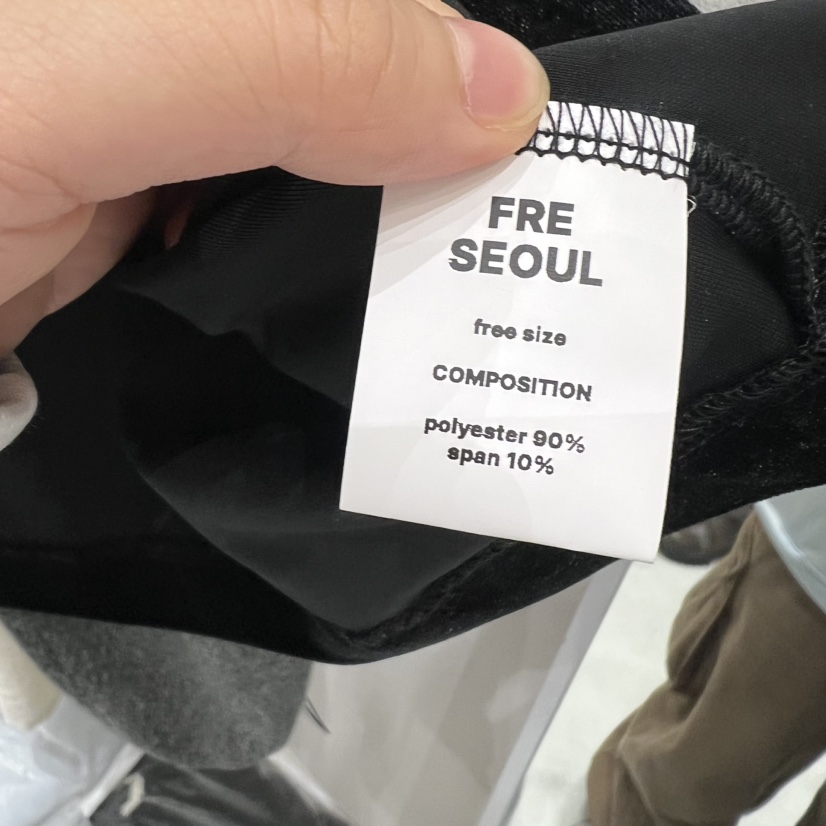 FRE
SEOUL
free size
COMPOSITION
polyester 90%
span 10%